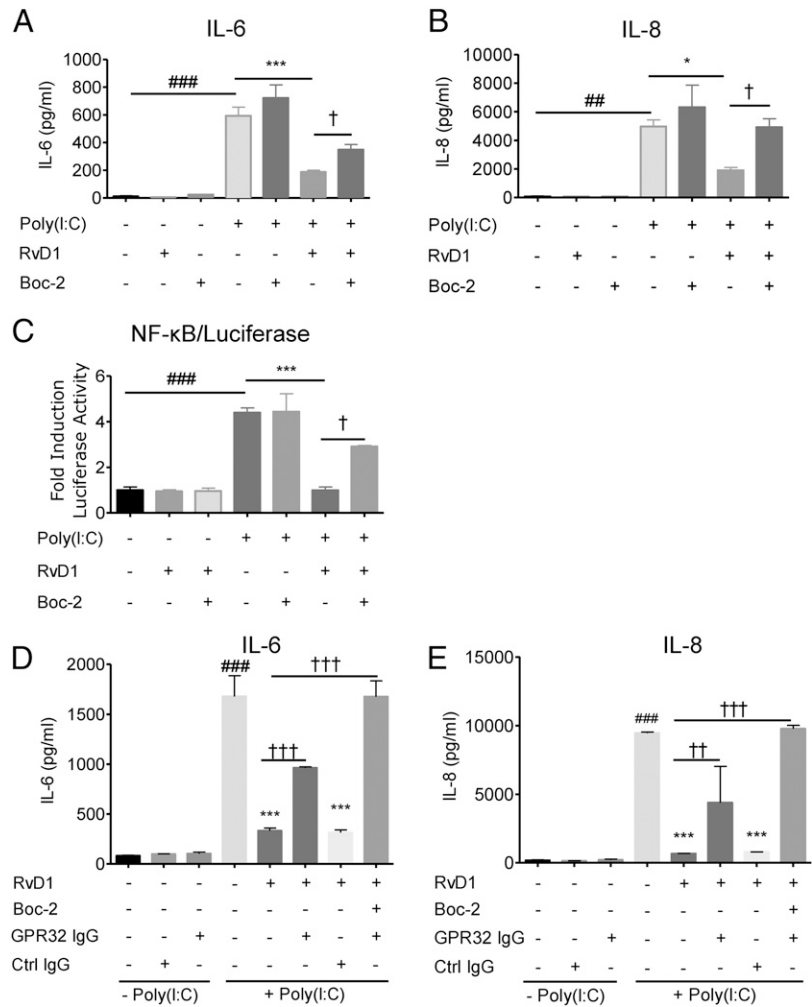 A
IL-6
IL-6 (pg/ml)
1000
800
600
400
200
0
###
***
†
Poly(I:C) - - - + + + +
RvD1 - + - - - + +
Boc-2 - - + - + - +
B
IL-8
IL-8 (pg/ml)
10000
8000
6000
4000
2000
0
##
*
†
Poly(I:C) - - - + + + +
RvD1 - + - - - + +
Boc-2 - - + - + - +
C
NF-κB/Luciferase
Fold Induction
Luciferase Activity
6
4
2
0
###
***
†
Poly(I:C) - - - + + + +
RvD1 - + + - - + +
Boc-2 - - + - + - +
D
IL-6
IL-6 (pg/ml)
2000
1500
1000
500
0
###
†††
†††
***
***
RvD1 - - - - + + + +
Boc-2 - - - - - - - +
GPR32 IgG - - + - - + - +
Ctrl IgG - + - - - - + -
- Poly(I:C)
+ Poly(I:C)
E
IL-8
IL-8 (pg/ml)
15000
10000
5000
0
###
†††
††
***
***
RvD1 - - - - + + + +
Boc-2 - - - - - - - +
GPR32 IgG - - + - - + - +
Ctrl IgG - + - - - - + -
- Poly(I:C)
+ Poly(I:C)